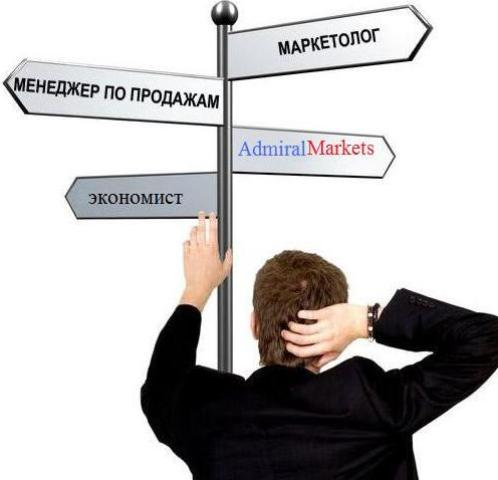 МАРКЕТОЛОГ
МЕНЕДЖЕР ПО ПРОДАЖАМ
AdmiralMarkets
ЭКОНОМИСТ